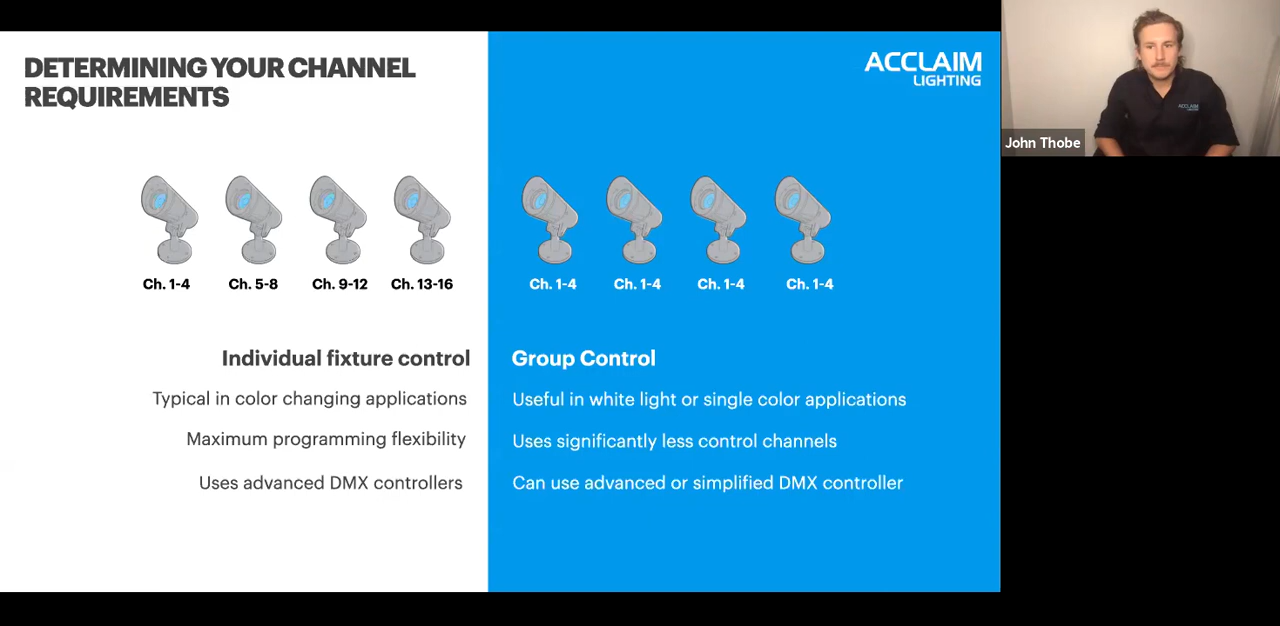 DETERMINING YOUR CHANNEL
REQUIREMENTS
ACCLAIM
LIGHTING
ACCLAIM
John Thobe
Ch. 1-4
Ch. 5-8
Ch. 9-12
Ch. 13-16
Ch. 1-4
Ch. 1-4
Ch. 1-4
Ch. 1-4
Individual fixture control
Typical in color changing applications
Maximum programming flexibility
Uses advanced DMX controllers
Group Control
Useful in white light or single color applications
Uses significantly less control channels
Can use advanced or simplified DMX controller